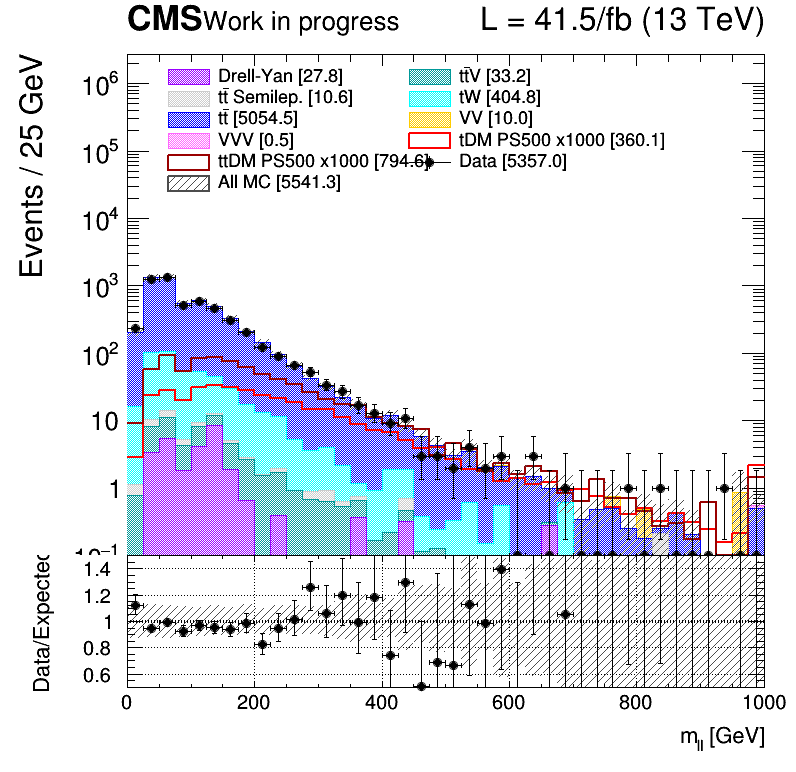 CMS Work in progress L = 41.5/fb (13 TeV)
Events / 25 GeV
Drell-Yan [27.8] tt̄V [33.2]
tt̄ Semilep. [10.6] tW [404.8]
tt̄ [5054.5] VV [10.0]
VVV [0.5] tDM PS500 x1000 [360.1]
ttDM PS500 x1000 [794.6] Data [5357.0]
All MC [5541.3]
10⁶
10⁵
10⁴
10³
10²
10
1
10⁻¹
Data/Expected
1.4
1.2
1
0.8
0.6
0 200 400 600 800 1000
m_ll [GeV]